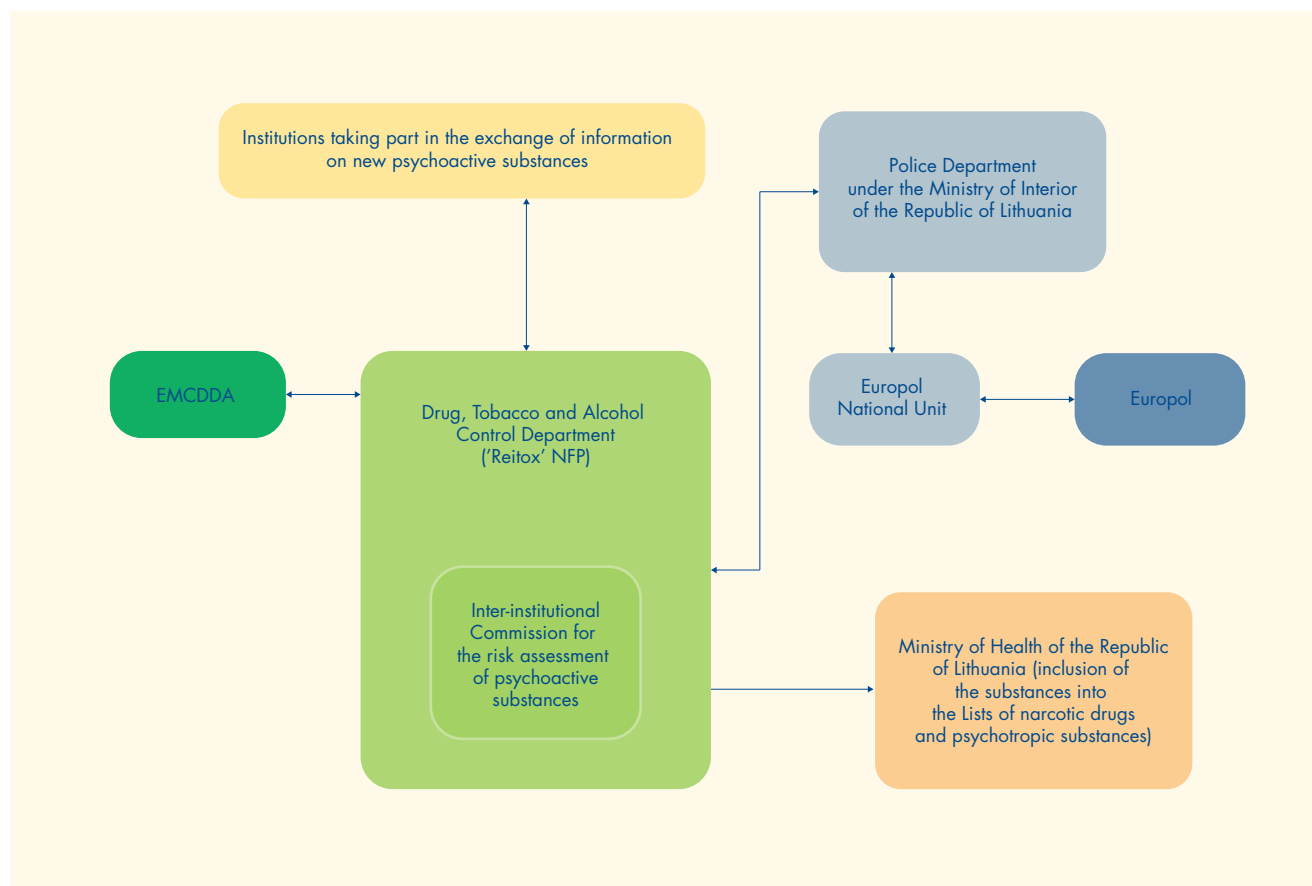 Institutions taking part in the exchange of information
on new psychoactive substances
Police Department
under the Ministry of Interior
of the Republic of Lithuania
EMCDDA
Drug, Tobacco and Alcohol
Control Department
('Reitox' NFP)
Europol
National Unit
Europol
Inter-institutional
Commission for
the risk assessment
of psychoactive
substances
Ministry of Health of the Republic
of Lithuania (inclusion of
the substances into
the Lists of narcotic drugs
and psychotropic substances)